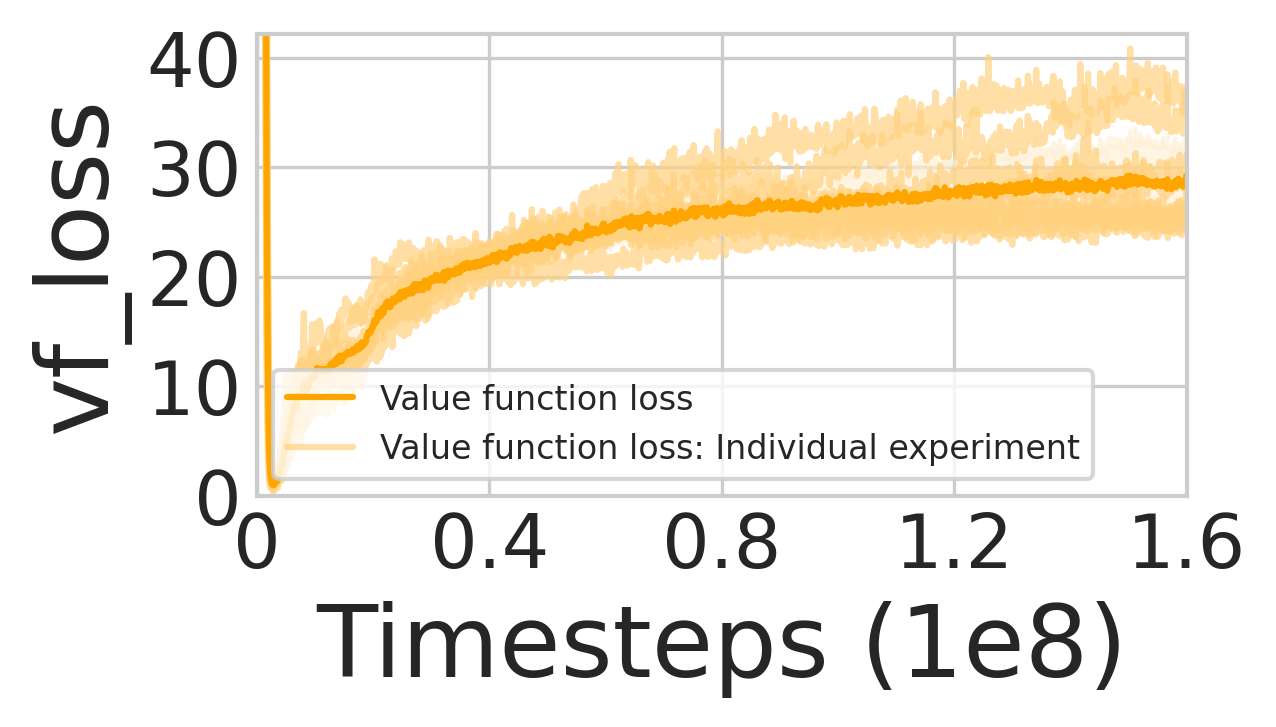 vf_loss
40
30
20
10
0
Value function loss
Value function loss: Individual experiment
0 0.4 0.8 1.2 1.6
Timesteps (1e8)